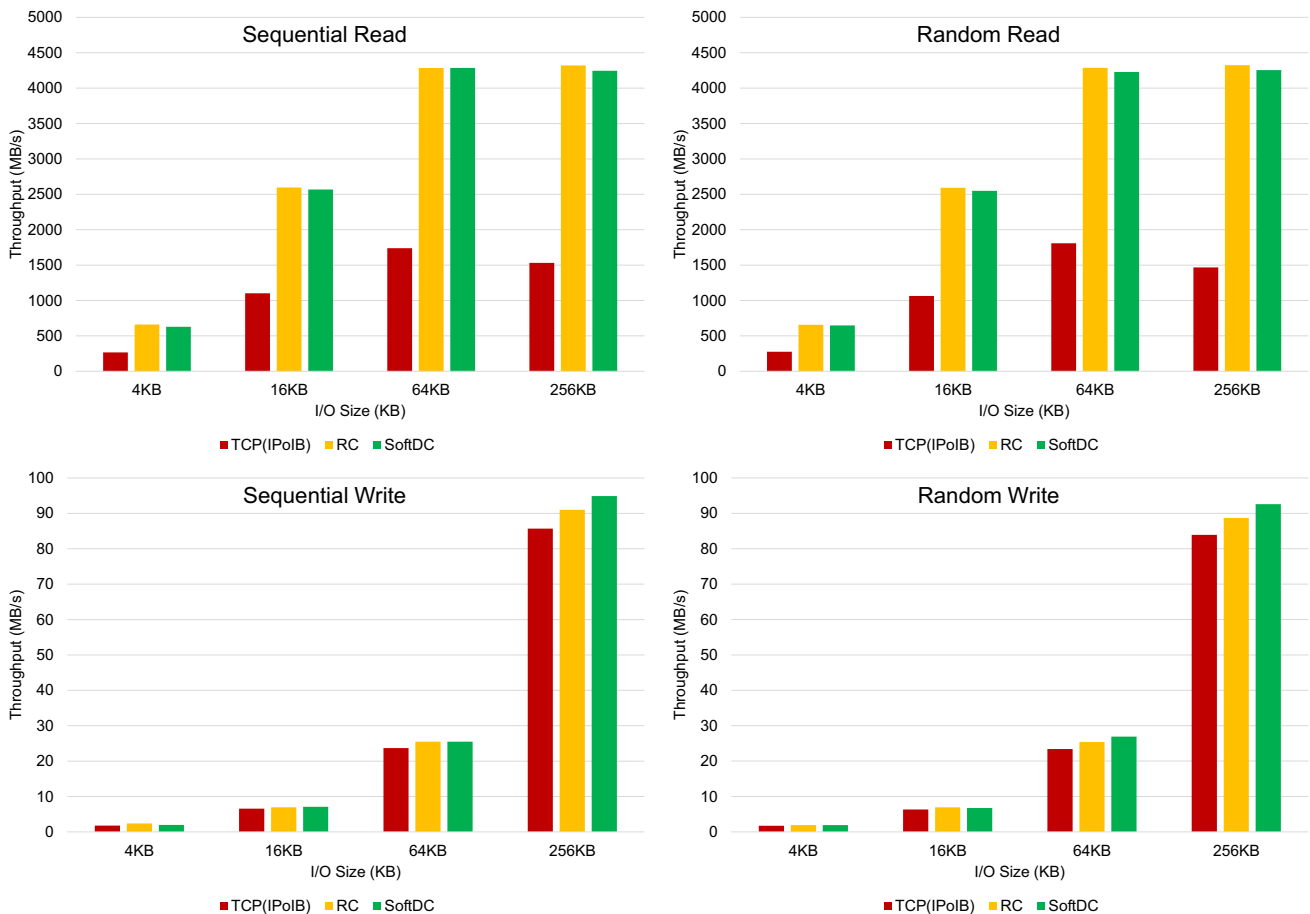 Sequential Read
Throughput (MB/s)
5000
4500
4000
3500
3000
2500
2000
1500
1000
500
0
4KB 16KB 64KB 256KB
I/O Size (KB)
TCP(IPoIB) RC SoftDC
Random Read
Throughput (MB/s)
5000
4500
4000
3500
3000
2500
2000
1500
1000
500
0
4KB 16KB 64KB 256KB
I/O Size (KB)
TCP(IPoIB) RC SoftDC
Sequential Write
Throughput (MB/s)
100
90
80
70
60
50
40
30
20
10
0
4KB 16KB 64KB 256KB
I/O Size (KB)
TCP(IPoIB) RC SoftDC
Random Write
Throughput (MB/s)
100
90
80
70
60
50
40
30
20
10
0
4KB 16KB 64KB 256KB
I/O Size (KB)
TCP(IPoIB) RC SoftDC